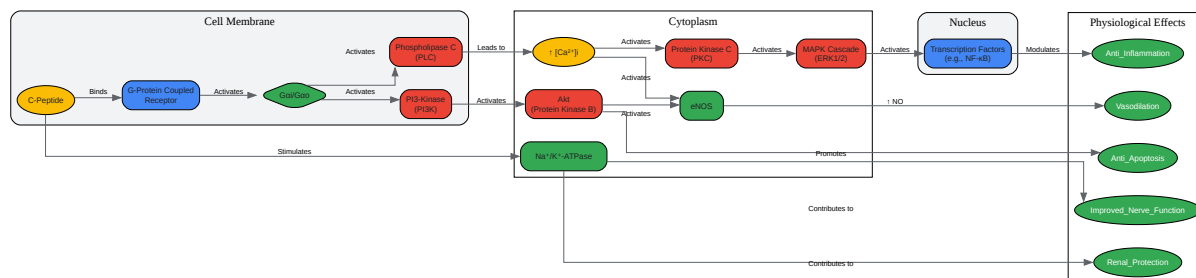 Cell Membrane
Cytoplasm
Nucleus
Physiological Effects
C-Peptide
Binds
G-Protein Coupled
Receptor
Activates
Gαi/Gαo
Activates
Activates
Phospholipase C
(PLC)
PI3-Kinase
(PI3K)
Leads to
Activates
↑ [Ca²⁺]i
Activates
Activates
Protein Kinase C
(PKC)
Activates
MAPK Cascade
(ERK1/2)
Activates
Transcription Factors
(e.g., NF-κB)
Modulates
Anti_Inflammation
Akt
(Protein Kinase B)
Activates
eNOS
↑ NO
Vasodilation
Stimulates
Na⁺/K⁺-ATPase
Promotes
Anti_Apoptosis
Contributes to
Improved_Nerve_Function
Contributes to
Renal_Protection